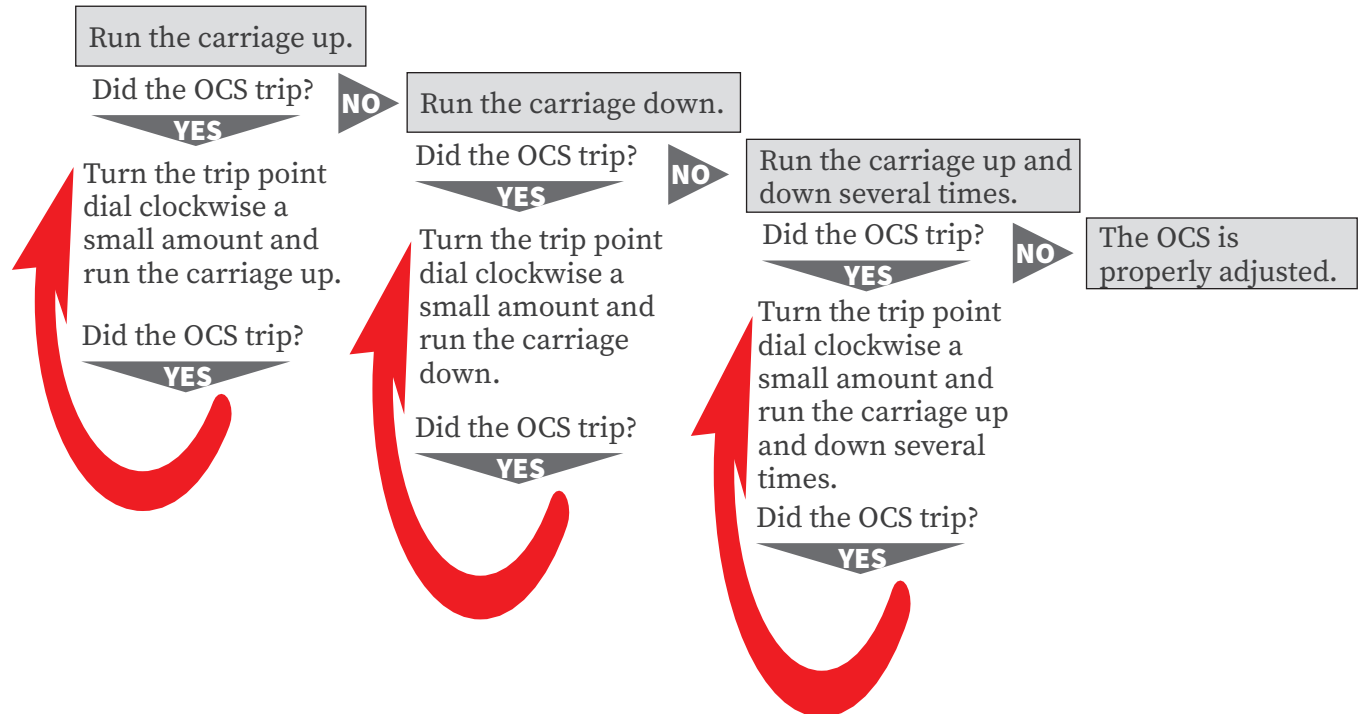 Run the carriage up.
Did the OCS trip?
YES
NO
Turn the trip point
dial clockwise a
small amount and
run the carriage up.
Did the OCS trip?
YES
Run the carriage down.
Did the OCS trip?
YES
NO
Turn the trip point
dial clockwise a
small amount and
run the carriage
down.
Did the OCS trip?
YES
Run the carriage up and
down several times.
Did the OCS trip?
YES
NO
Turn the trip point
dial clockwise a
small amount and
run the carriage up
and down several
times.
Did the OCS trip?
YES
The OCS is
properly adjusted.